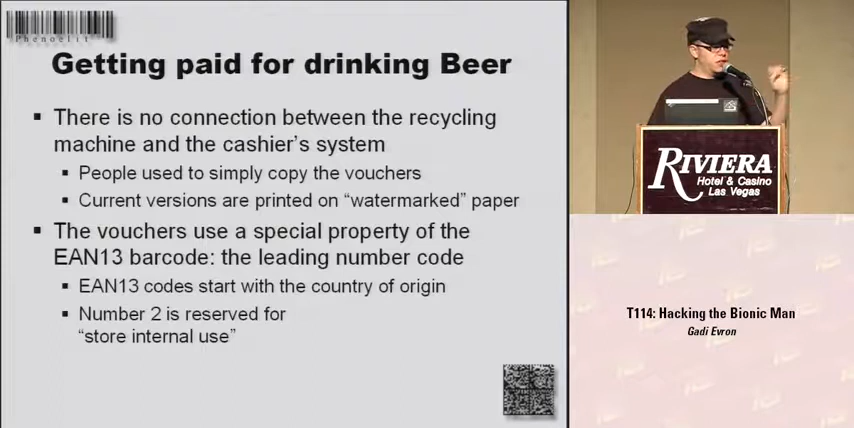 Phenoelit
Getting paid for drinking Beer
There is no connection between the recycling
machine and the cashier's system
People used to simply copy the vouchers
Current versions are printed on "watermarked" paper
The vouchers use a special property of the
EAN13 barcode: the leading number code
EAN13 codes start with the country of origin
Number 2 is reserved for
"store internal use"
RIVIERA
Hotel & Casino
Las Vegas
T114: Hacking the Bionic Man
Gadi Evron